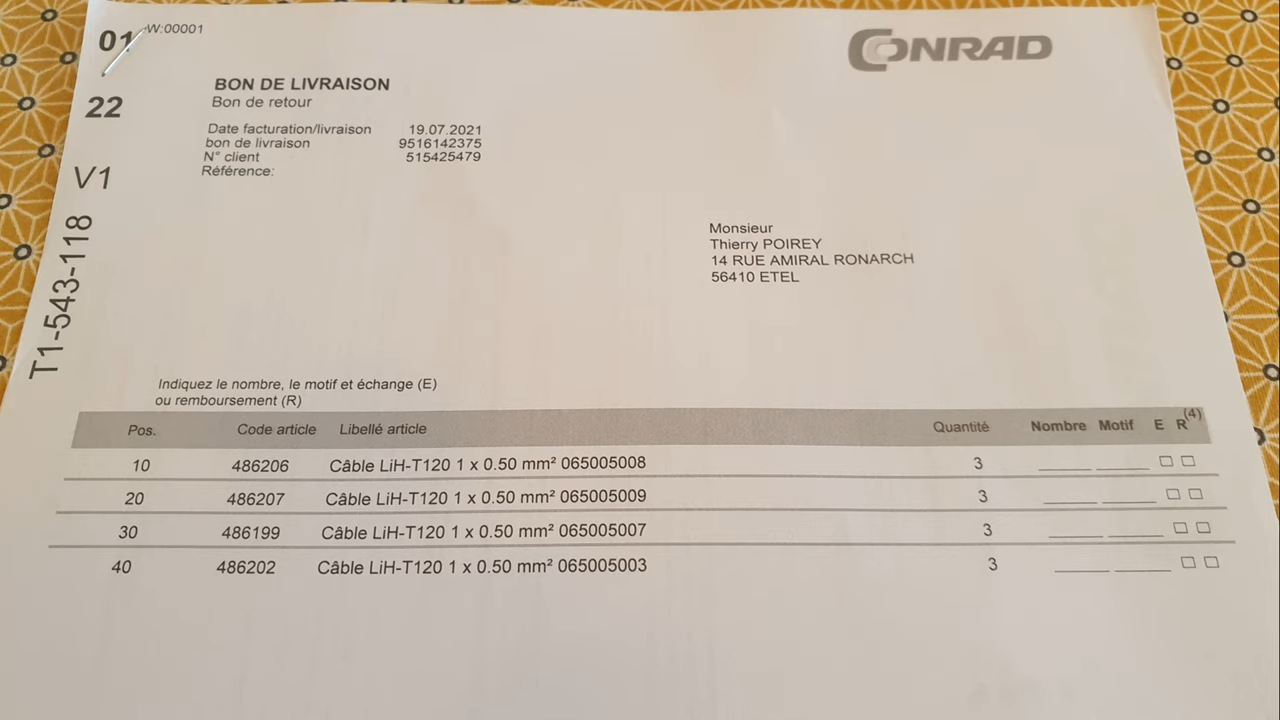 01
W:00001
CONRAD
22
V1
T1-543-118
BON DE LIVRAISON
Bon de retour
Date facturation/livraison 19.07.2021
bon de livraison 9516142375
N° client 515425479
Référence:
Monsieur
Thierry POIREY
14 RUE AMIRAL RONARCH
56410 ETEL
Indiquez le nombre, le motif et échange (E)
ou remboursement (R)
Pos. Code article Libellé article Quantité Nombre Motif E R (4)
10 486206 Câble LiH-T120 1 x 0.50 mm² 065005008 3
20 486207 Câble LiH-T120 1 x 0.50 mm² 065005009 3
30 486199 Câble LiH-T120 1 x 0.50 mm² 065005007 3
40 486202 Câble LiH-T120 1 x 0.50 mm² 065005003 3